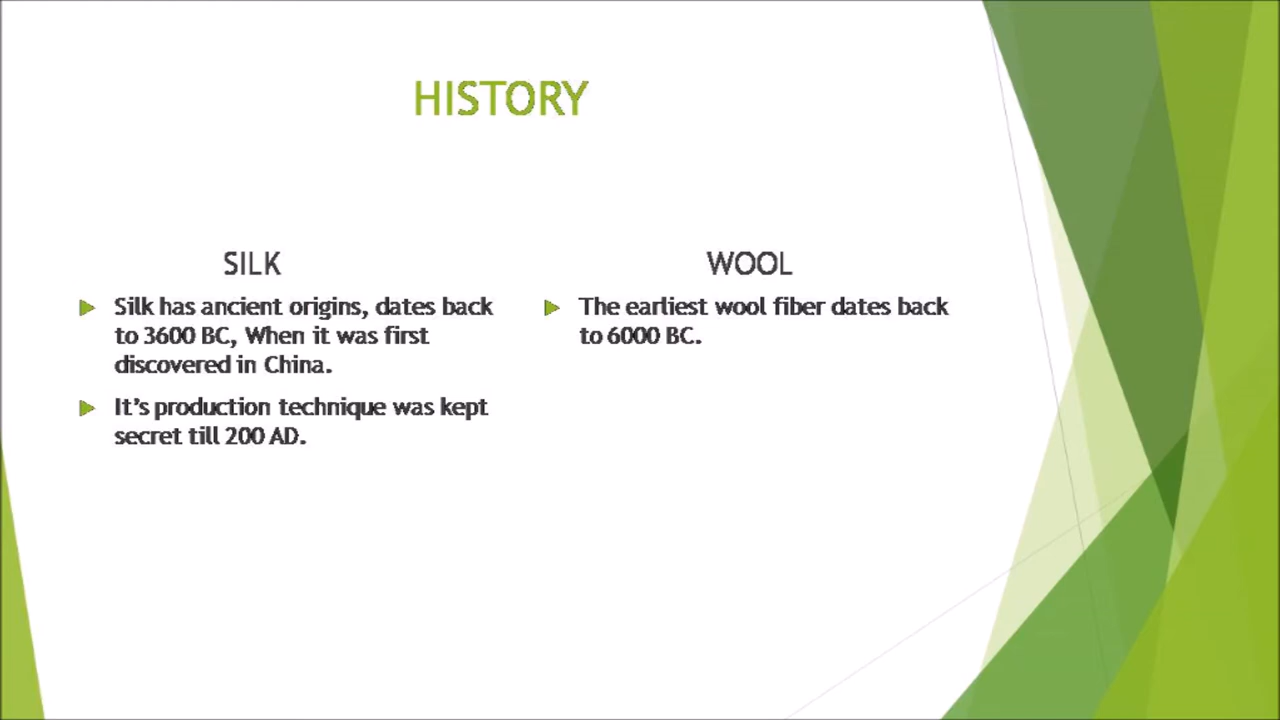 HISTORY
SILK
Silk has ancient origins, dates back
to 3600 BC, When it was first
discovered in China.
It's production technique was kept
secret till 200 AD.
WOOL
The earliest wool fiber dates back
to 6000 BC.